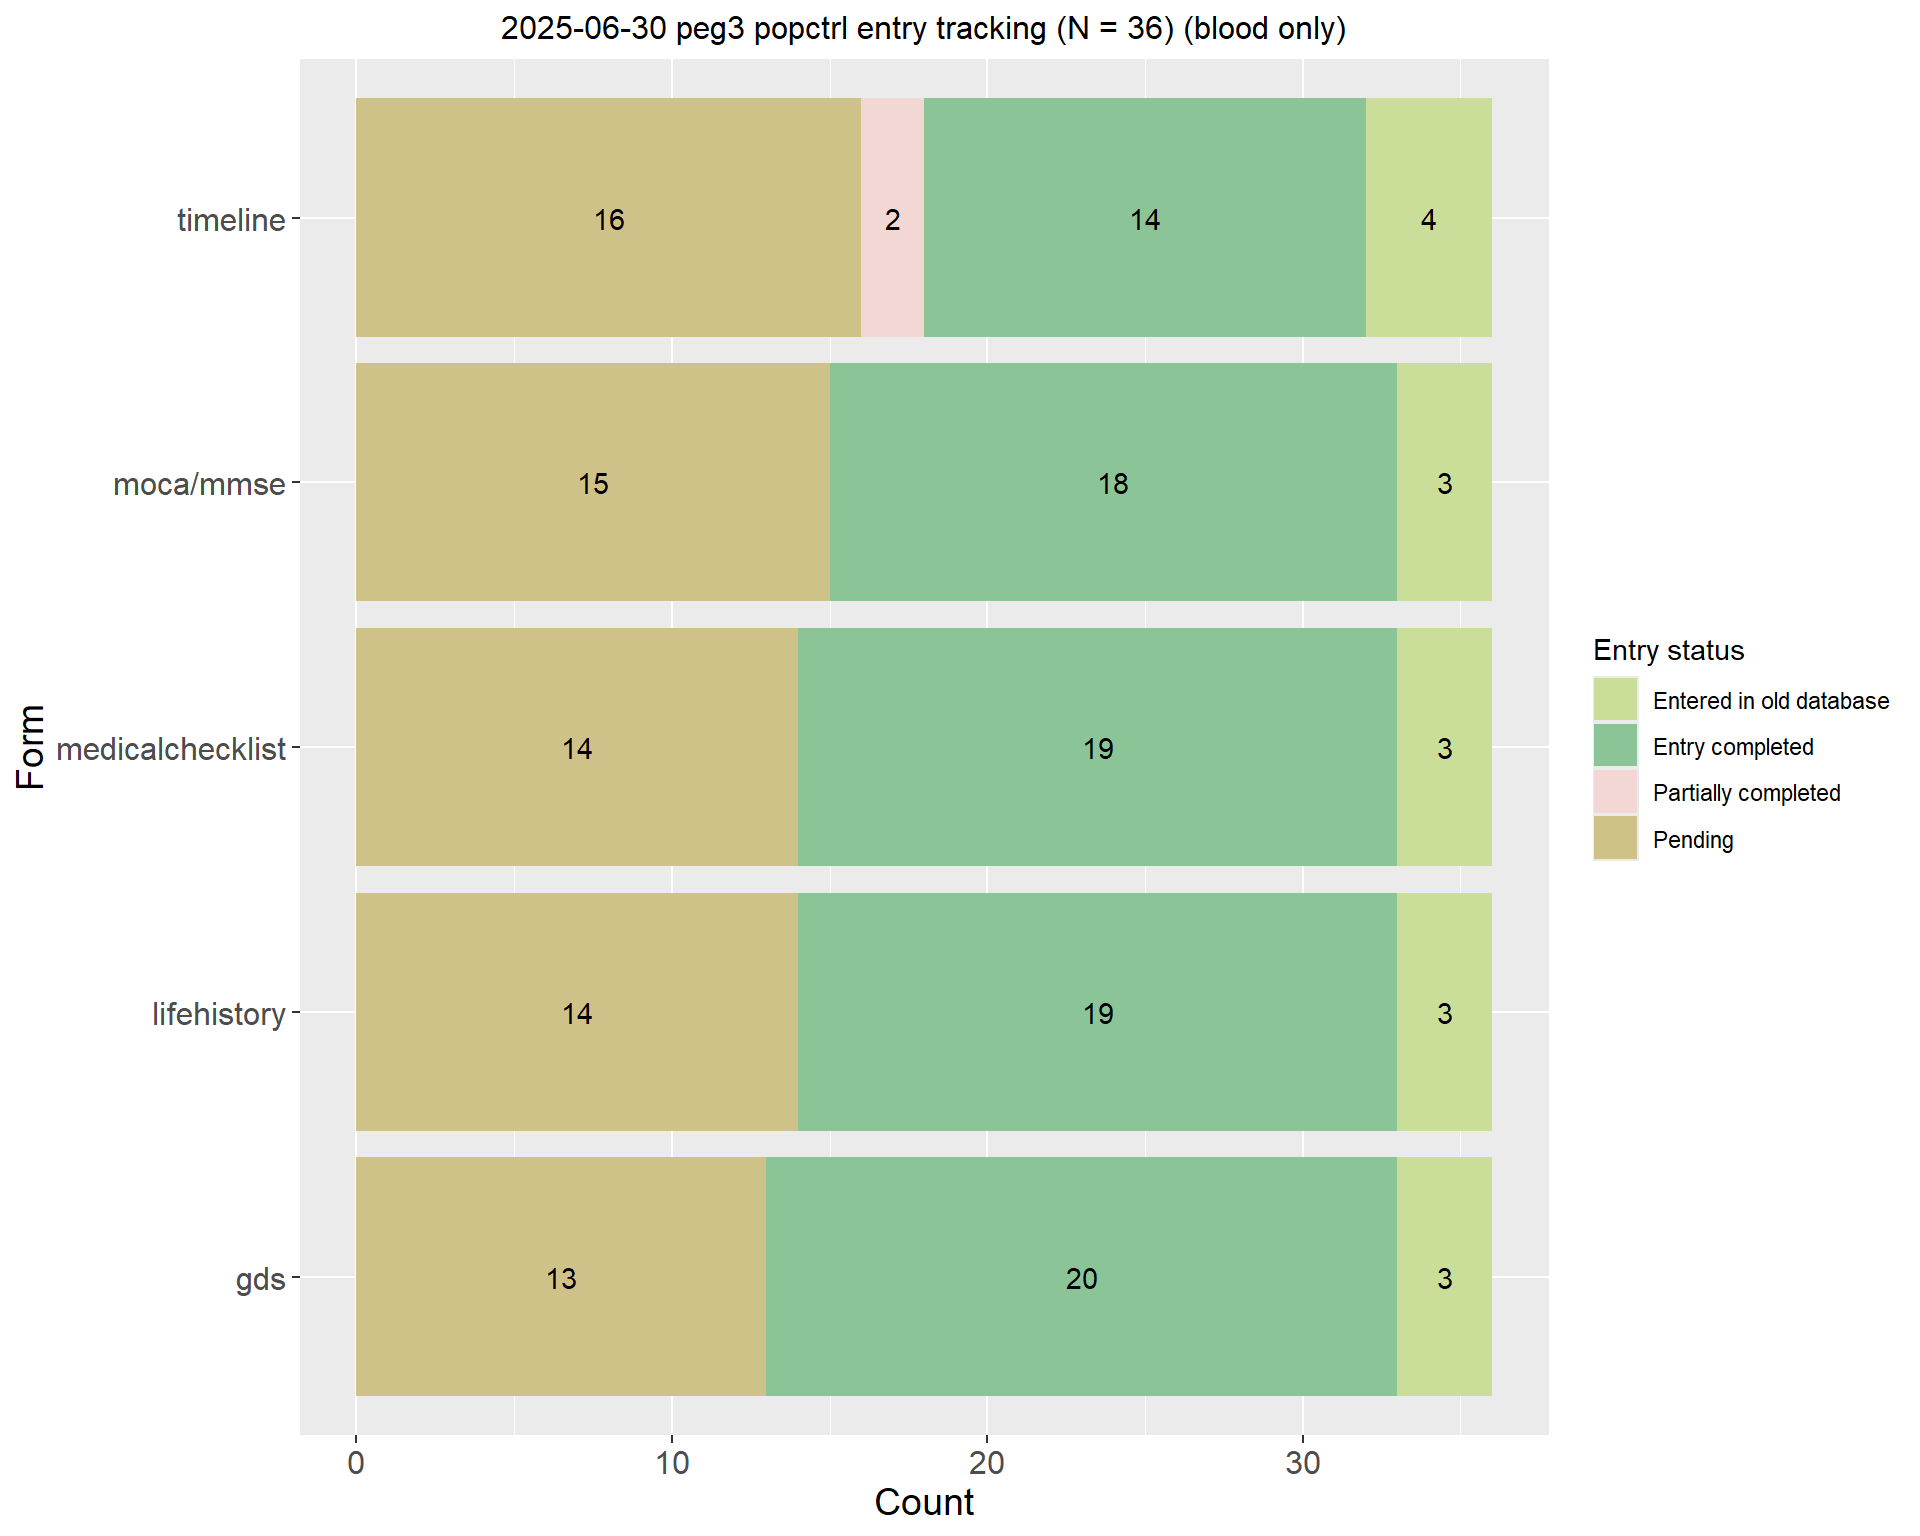 2025-06-30 peg3 popctrl entry tracking (N = 36) (blood only)
timeline
16
2
14
4
moca/mmse
15
18
3
medicalchecklist
14
19
3
lifehistory
14
19
3
gds
13
20
3
Form
0
10
20
30
Count
Entry status
Entered in old database
Entry completed
Partially completed
Pending